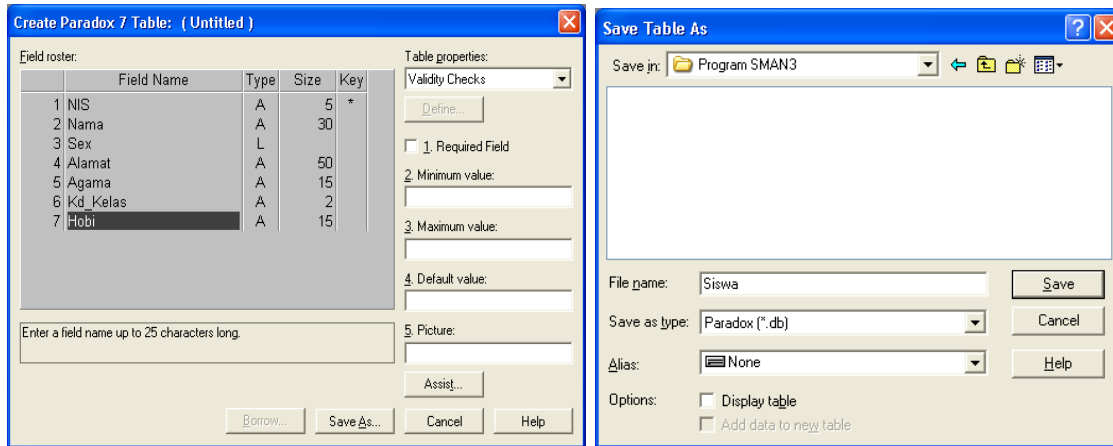 Create Paradox 7 Table: ( Untitled )
Field roster:
Field Name Type Size Key
1 NIS A 5 *
2 Nama A 30
3 Sex L
4 Alamat A 50
5 Agama A 15
6 Kd_Kelas A 2
7 Hobi A 15
Enter a field name up to 25 characters long.
Table properties:
Validity Checks
Define...
1. Required Field
2. Minimum value:
3. Maximum value:
4. Default value:
5. Picture:
Assist...
Borrow... Save As... Cancel Help
Save Table As
Save in: Program SMAN3
File name: Siswa Save
Save as type: Paradox (*.db) Cancel
Alias: None Help
Options: Display table
Add data to new table